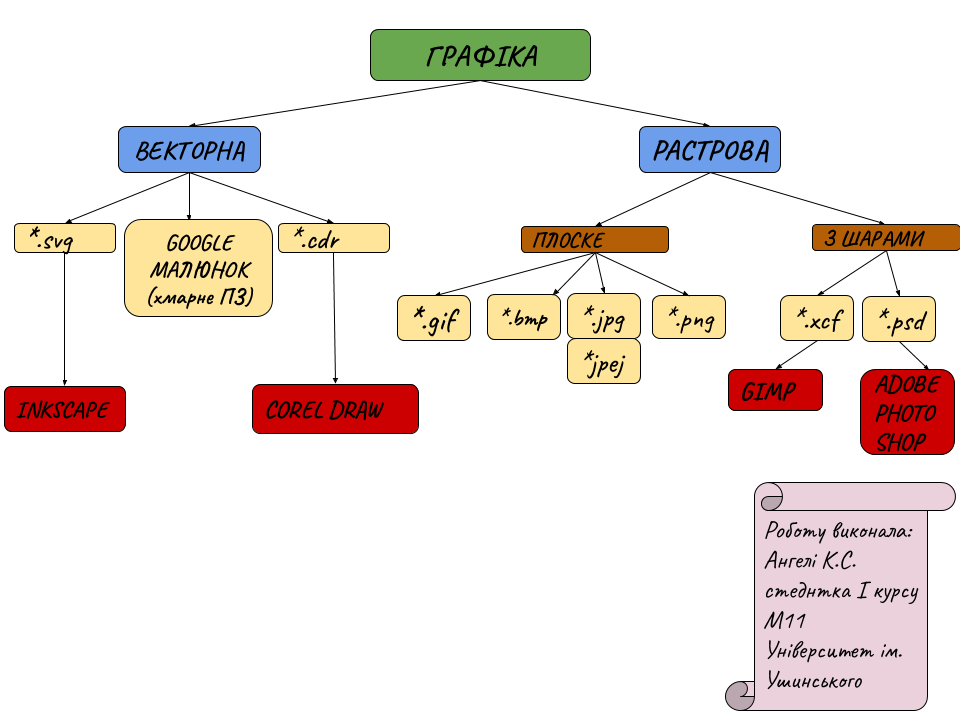 ГРАФІКА
ВЕКТОРНА
РАСТРОВА
*.svg
GOOGLE
МАЛЮНОК
(хмарне ПЗ)
*.cdr
ПЛОСКЕ
З ШАРАМИ
*.gif
*.bmp
*.jpg
*.png
*jpej
*.xcf
*.psd
INKSCAPE
COREL DRAW
GIMP
ADOBE
PHOTO
SHOP
Роботу виконала:
Ангелі К.С.
стеднтка І курсу
М11
Університет ім.
Ушинського